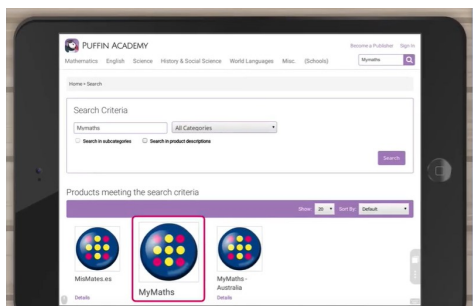 PUFFIN ACADEMY
Become a Publisher Sign In
Mathematics English Science History & Social Science World Languages Misc. (Schools)
Mymaths
Home > Search
Search Criteria
Mymaths
All Categories
Search in subcategories
Search in product descriptions
Search
Products meeting the search criteria
Show: 20 Sort By: Default
MisMates.es
MyMaths
MyMaths - Australia
Details
Details